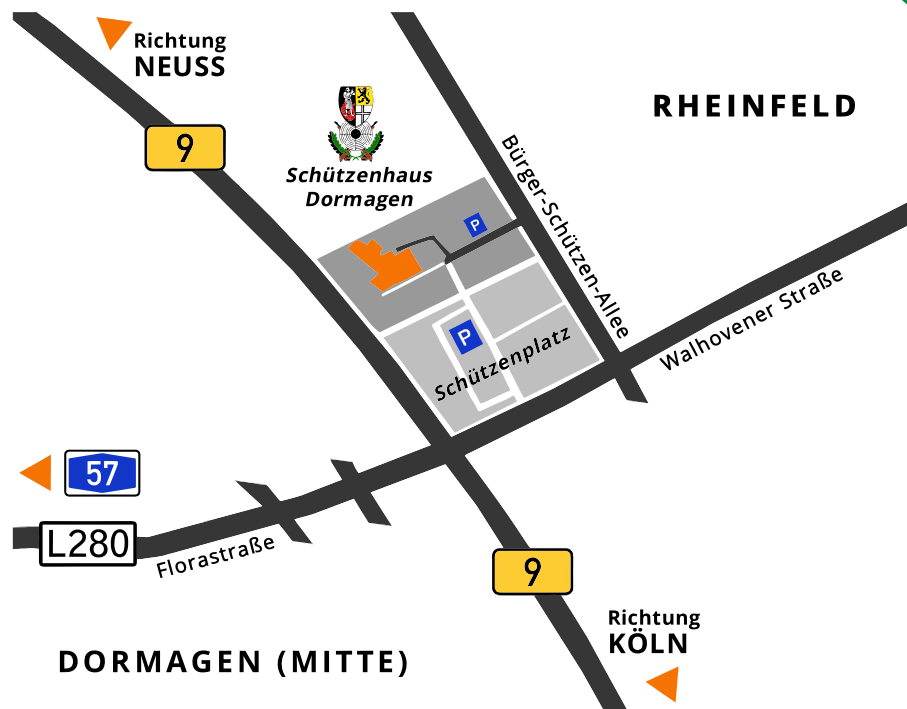 Richtung
NEUSS
RHEINFELD
9
Schützenhaus
Dormagen
Bürger-Schützen-Allee
P
Walhovener Straße
P
Schützenplatz
57
L280
Florastraße
9
Richtung
KÖLN
DORMAGEN (MITTE)